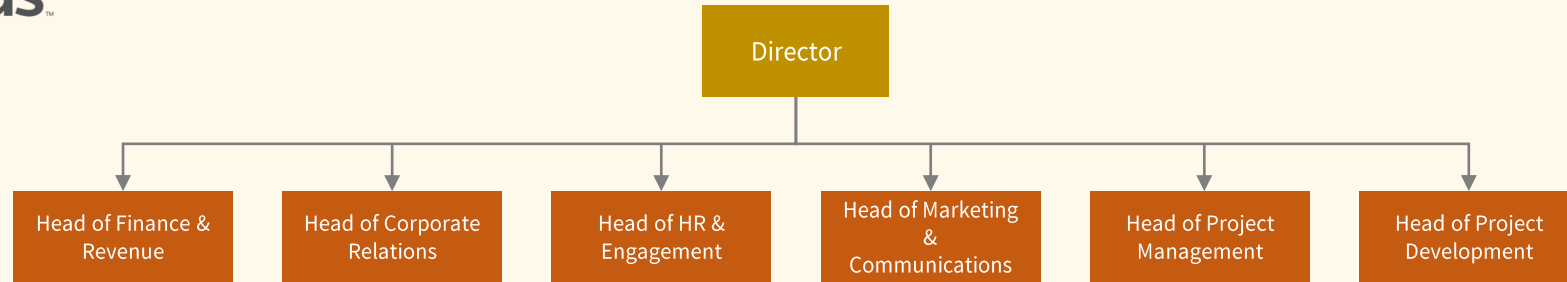 Director
Head of Finance &
Revenue
Head of Corporate
Relations
Head of HR &
Engagement
Head of Marketing
&
Communications
Head of Project
Management
Head of Project
Development